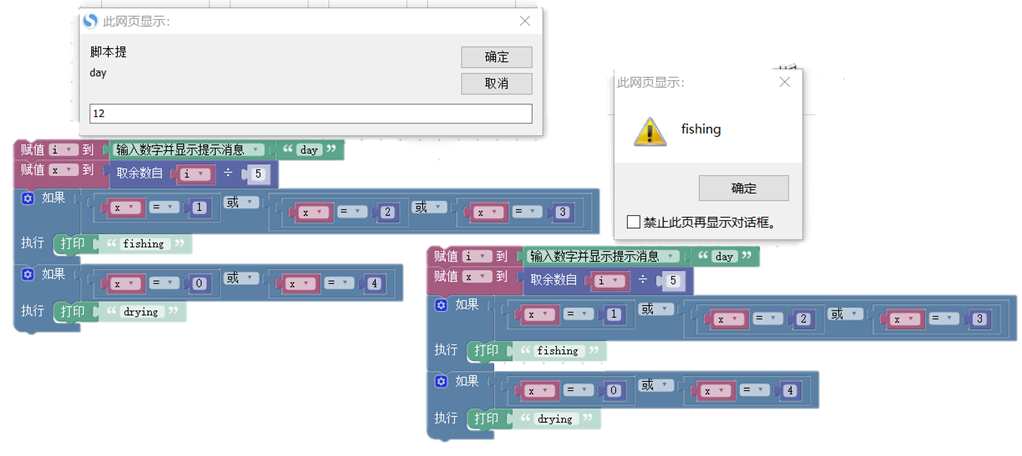 此网页显示:
脚本提
day
确定
取消
12
赋值 i 到 输入数字并显示提示消息 “ day ”
赋值 x 到 取余数自 i ÷ 5
如果 x = 1 或 x = 2 或 x = 3
执行 打印 “ fishing ”
如果 x = 0 或 x = 4
执行 打印 “ drying ”
此网页显示:
fishing
确定
禁止此页再显示对话框。
赋值 i 到 输入数字并显示提示消息 “ day ”
赋值 x 到 取余数自 i ÷ 5
如果 x = 1 或 x = 2 或 x = 3
执行 打印 “ fishing ”
如果 x = 0 或 x = 4
执行 打印 “ drying ”